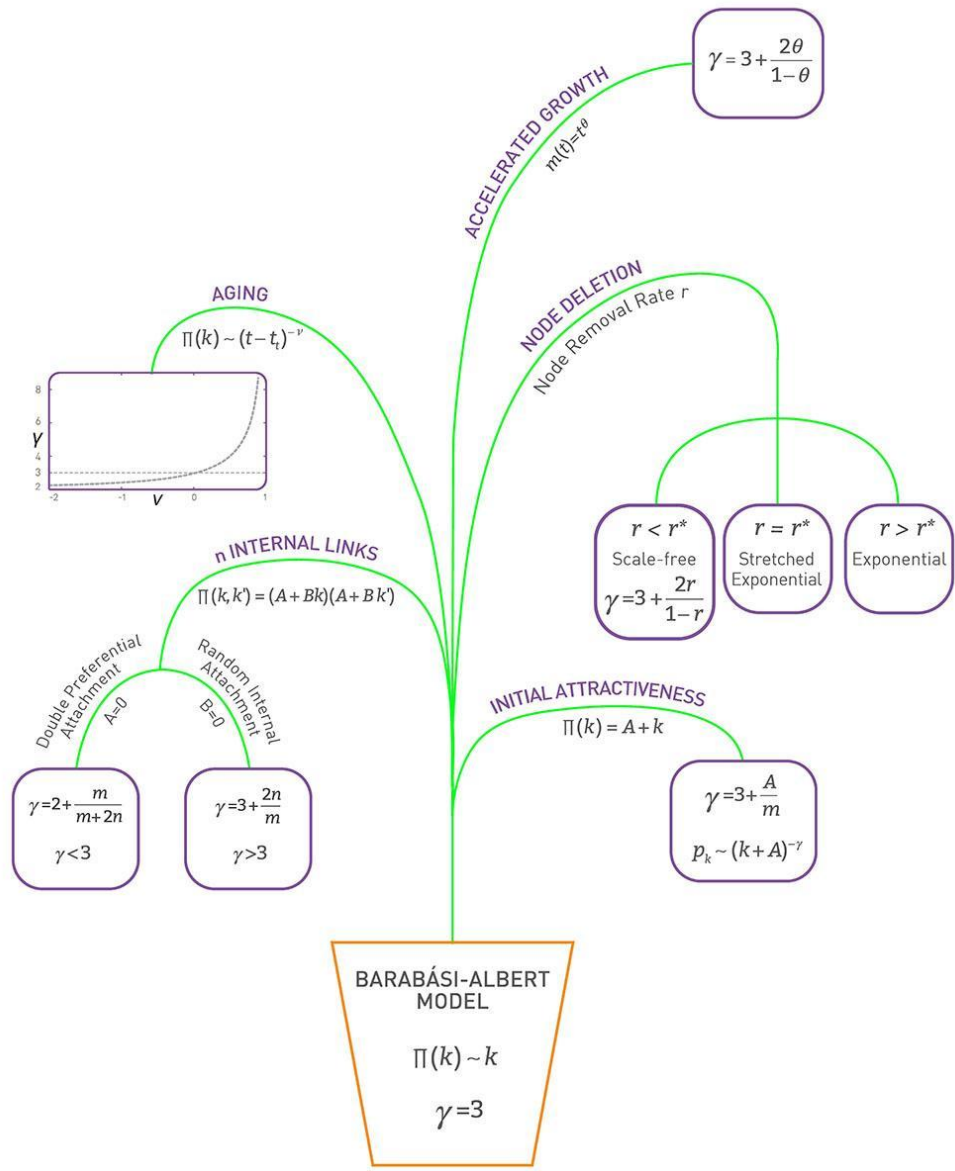 γ = 3 + 2θ/1−θ
ACCELERATED GROWTH
m(t)=t^θ
NODE DELETION
Node Removal Rate r
AGING
∏(k) ~ (t−t_t)^−ν
8
6
γ
4
3
2
-2
-1
0
1
ν
r < r*
Scale-free
γ=3+ 2r/1−r
r = r*
Stretched
Exponential
r > r*
Exponential
n INTERNAL LINKS
∏(k,k') = (A+Bk)(A+Bk')
Double Preferential
Attachment
A=0
Random Internal
Attachment
B=0
γ=2+ m/m+2n
γ<3
γ=3+ 2n/m
γ>3
INITIAL ATTRACTIVENESS
∏(k) = A+k
γ=3+ A/m
p_k ~ (k+A)^−γ
BARABÁSI-ALBERT
MODEL
∏(k) ~ k
γ=3